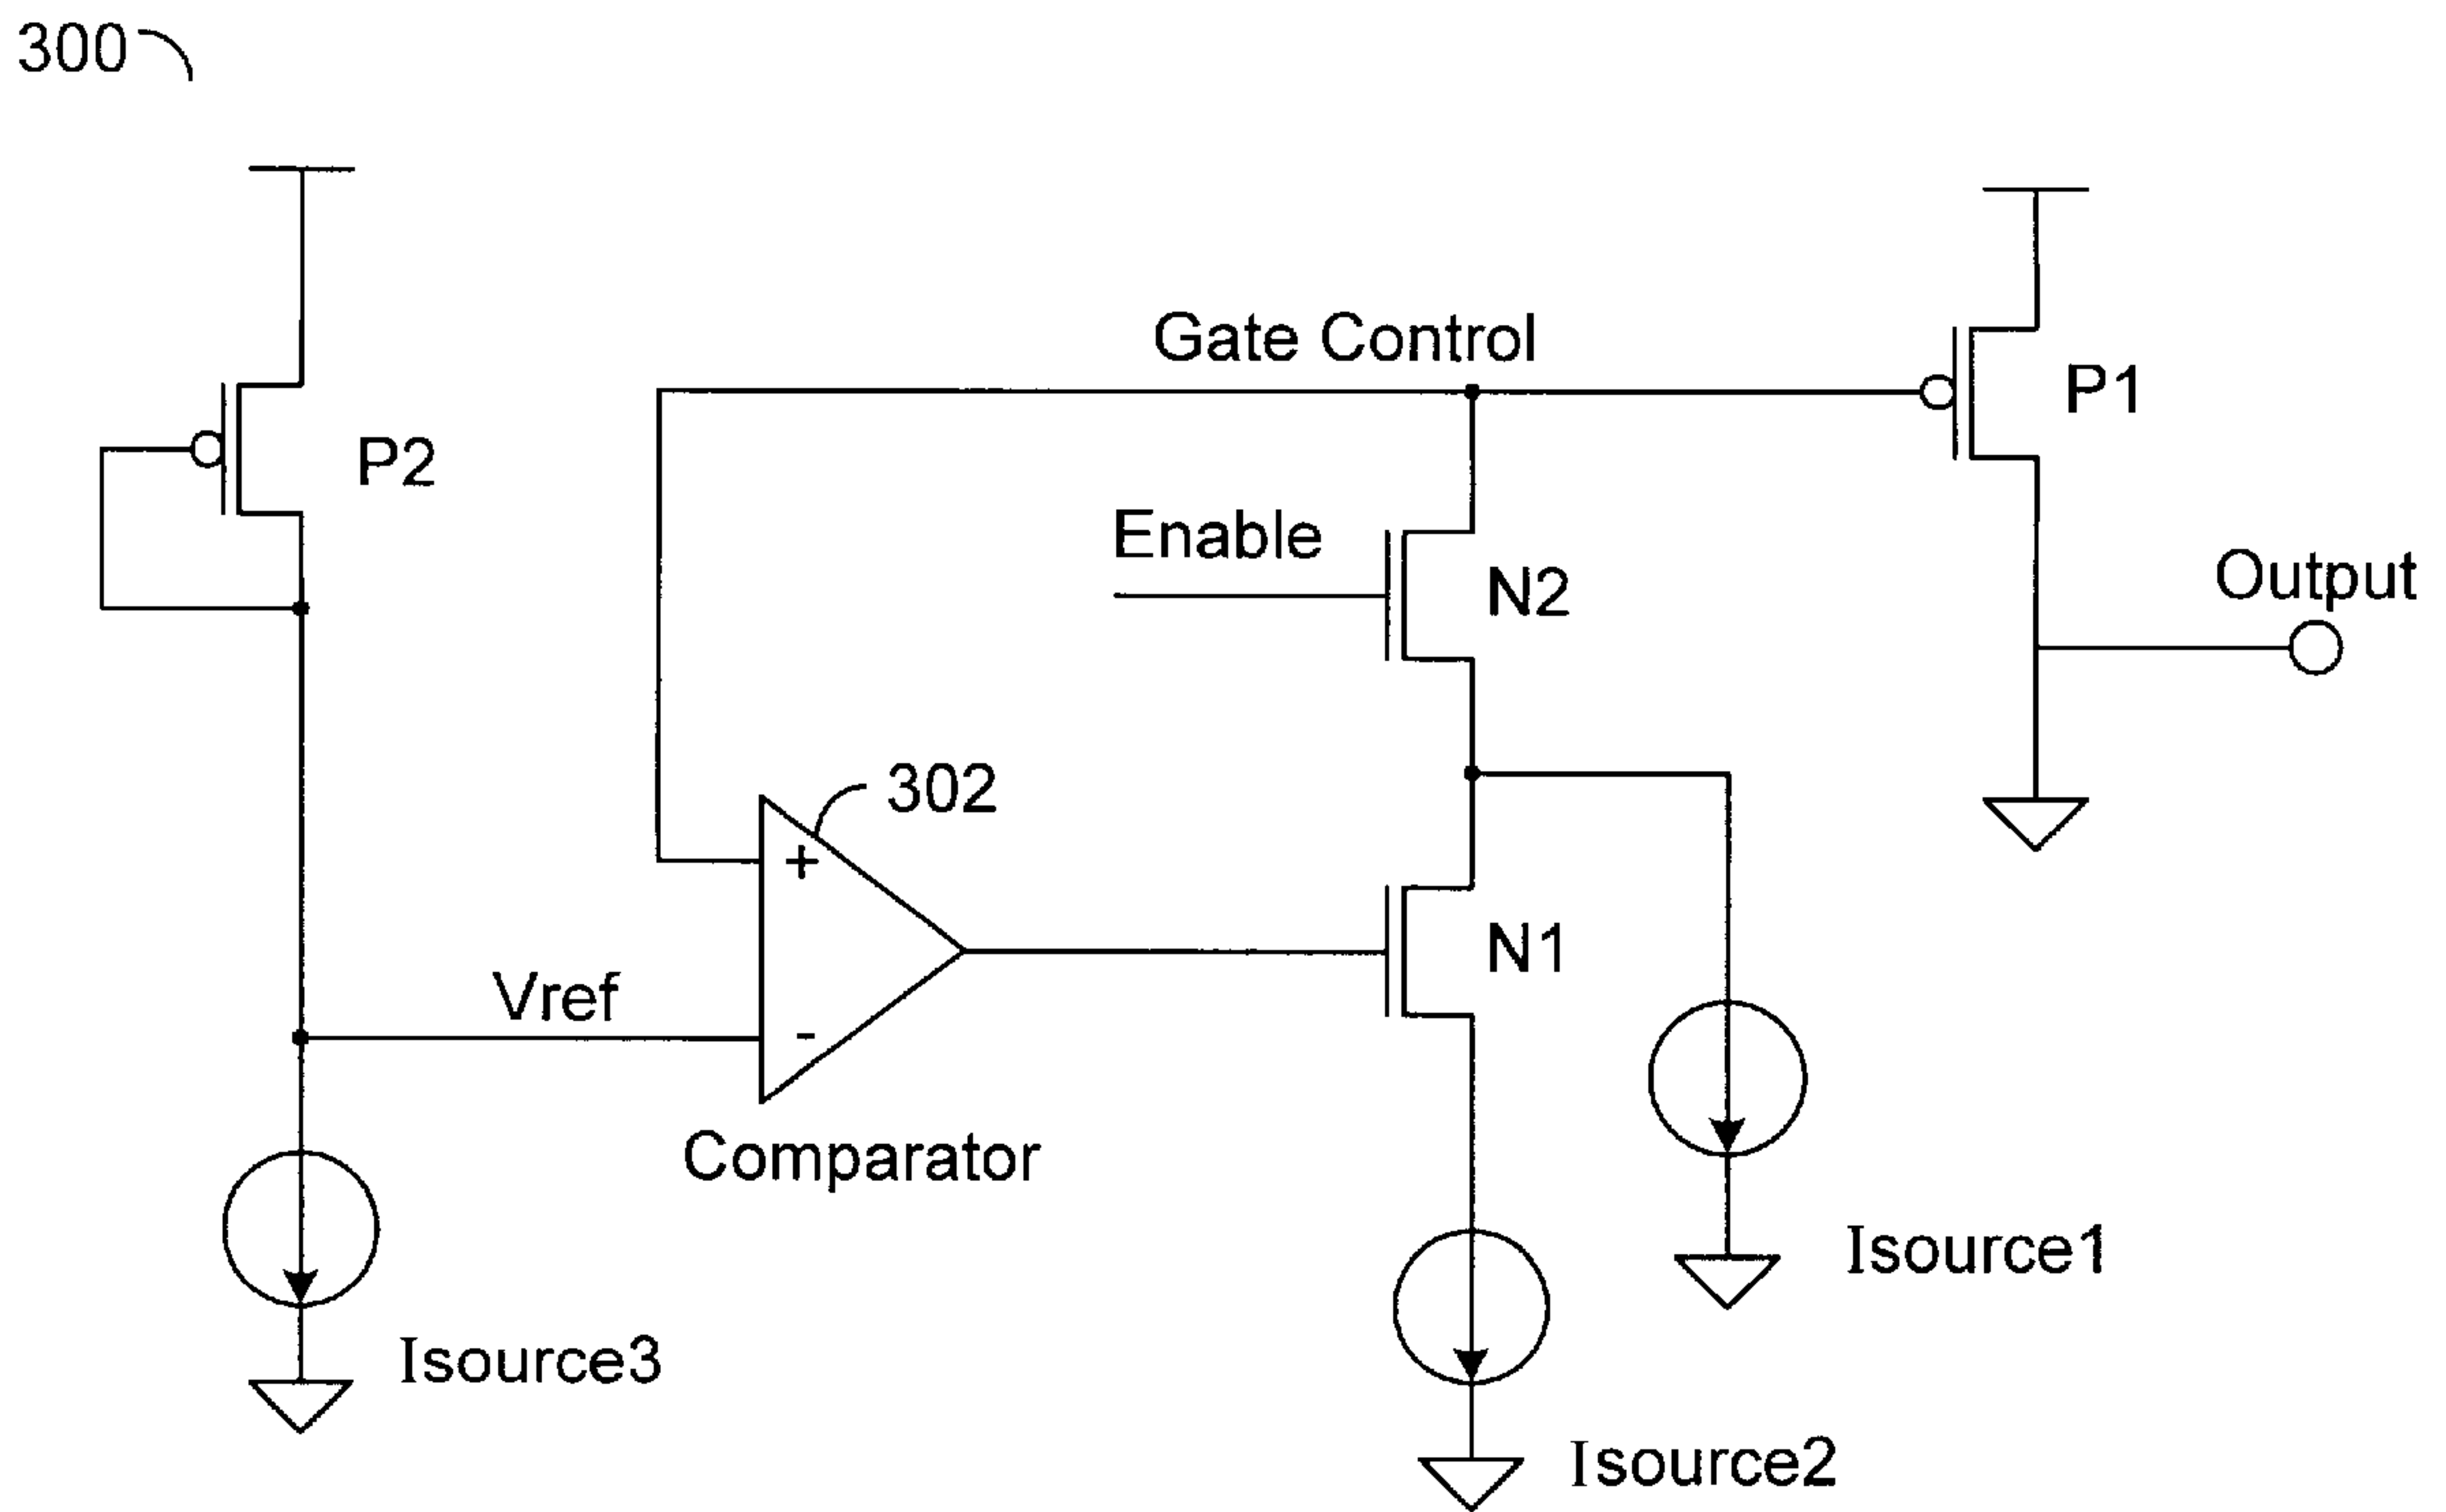 300
Gate Control
P1
P2
Enable
N2
Output
302
+
N1
Vref
-
Comparator
Isource1
Isource3
Isource2